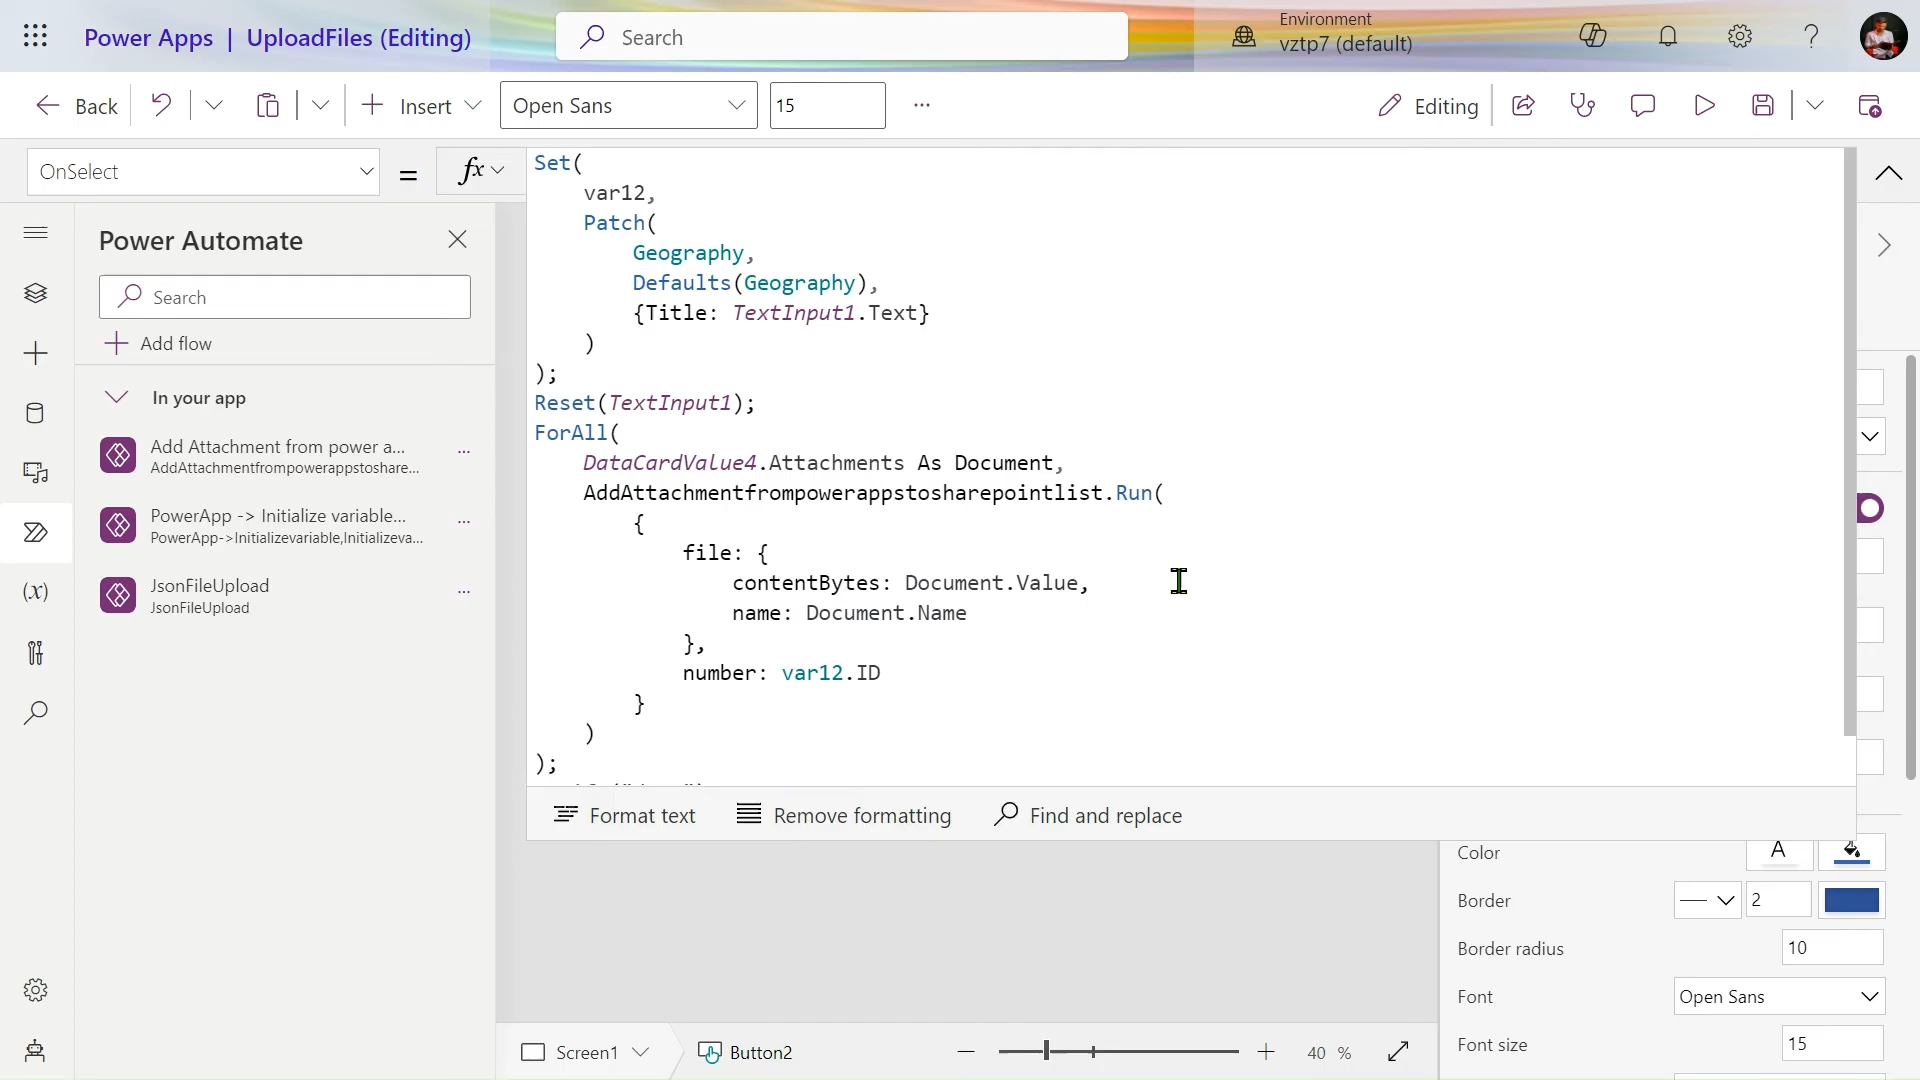 Power Apps | UploadFiles (Editing)
Search
Environment
vztp7 (default)
Back
Insert
Open Sans
15
...
Editing
OnSelect
=
fx
Set(
var12,
Patch(
Geography,
Defaults(Geography),
{Title: TextInput1.Text}
)
);
Reset(TextInput1);
ForAll(
DataCardValue4.Attachments As Document,
AddAttachmentfrompowerappstosharepointlist.Run(
{
file: {
contentBytes: Document.Value,
name: Document.Name
},
number: var12.ID
}
)
);
Format text
Remove formatting
Find and replace
Power Automate
Search
Add flow
In your app
Add Attachment from power a...
AddAttachmentfrompowerappstoshare...
...
PowerApp -> Initialize variable...
PowerApp->Initializevariable,Initializeva...
...
JsonFileUpload
JsonFileUpload
...
(x)
Color
A
Border
2
Border radius
10
Font
Open Sans
Font size
15
Screen1
Button2
40 %